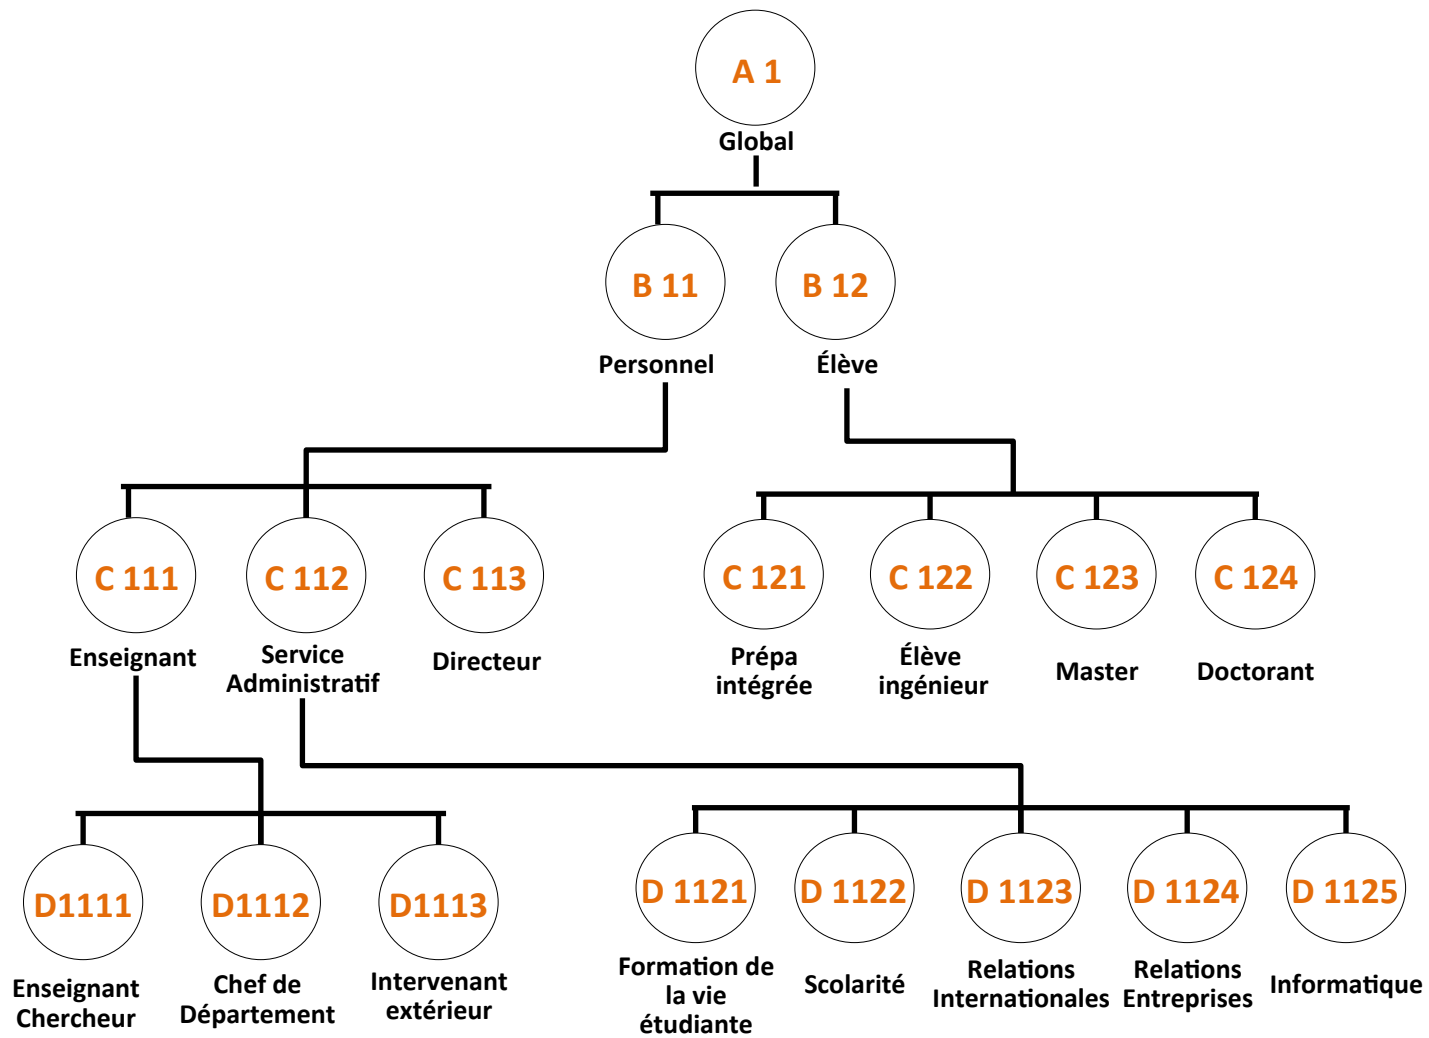 A 1
Global
B 11
B 12
Personnel
Élève
C 111
C 112
C 113
C 121
C 122
C 123
C 124
Enseignant
Service
Administratif
Directeur
Prépa
intégrée
Élève
ingénieur
Master
Doctorant
D1111
D1112
D1113
D 1121
D 1122
D 1123
D 1124
D 1125
Enseignant
Chercheur
Chef de
Département
Intervenant
extérieur
Formation de
la vie
étudiante
Scolarité
Relations
Internationales
Relations
Entreprises
Informatique